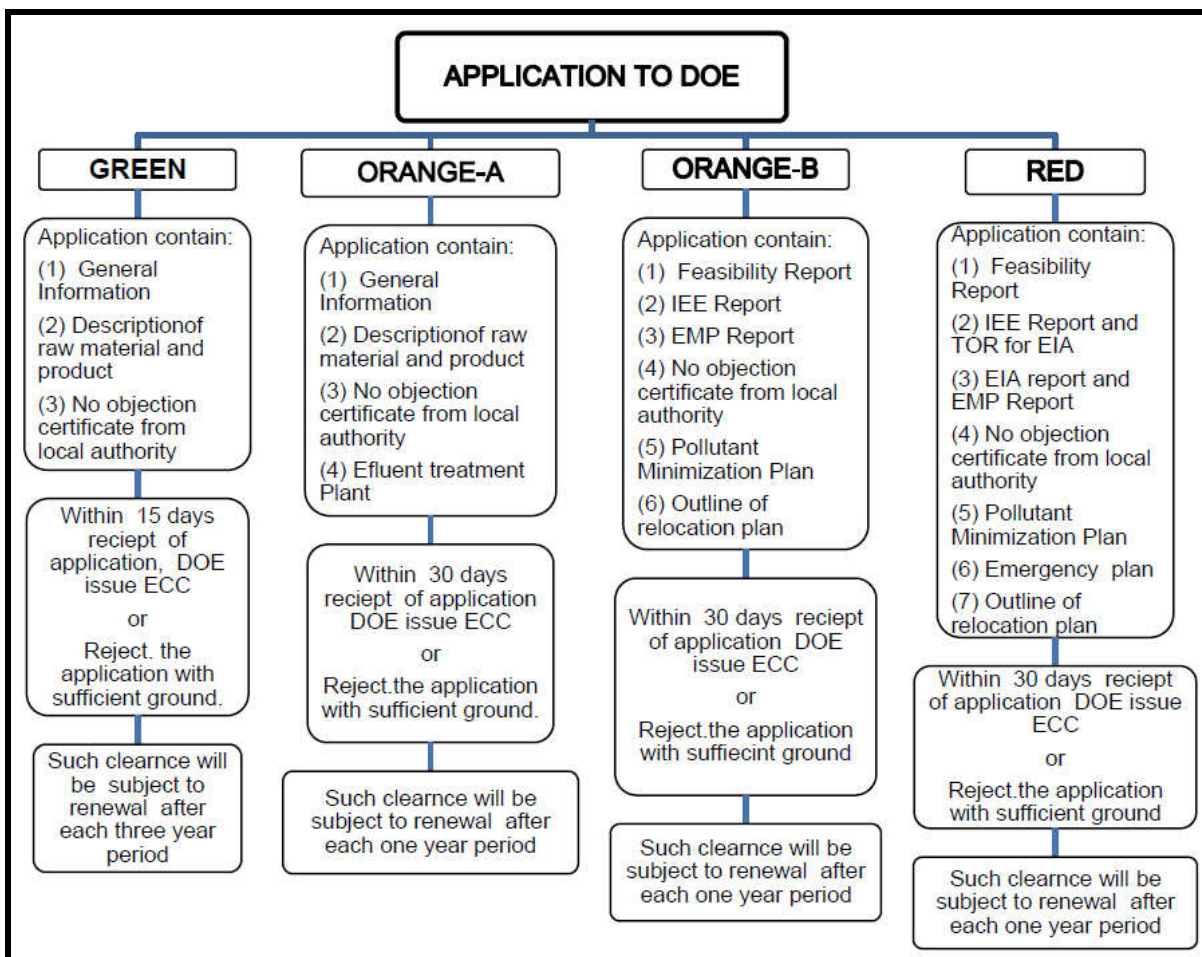 APPLICATION TO DOE
GREEN
Application contain:
(1) General
Information
(2) Descriptionof
raw material and
product
(3) No objection
certificate from
local authority
Within 15 days
reciept of
application, DOE
issue ECC
or
Reject. the
application with
sufficient ground.
Such clearnce will
be subject to
renewal after
each three year
period
ORANGE-A
Application contain:
(1) General
Information
(2) Descriptionof raw
material and product
(3) No objection
certificate from local
authority
(4) Efluent treatment
Plant
Within 30 days
reciept of application
DOE issue ECC
or
Reject.the application
with sufficient ground.
Such clearnce will be
subject to renewal after
each one year period
ORANGE-B
Application contain:
(1) Feasibility Report
(2) IEE Report
(3) EMP Report
(4) No objection
certificate from local
authority
(5) Pollutant
Minimization Plan
(6) Outline of
relocation plan
Within 30 days reciept
of application DOE
issue ECC
or
Reject.the application
with suffiecint ground
Such clearnce will be
subject to renewal after
each one year period
RED
Application contain:
(1) Feasibility
Report
(2) IEE Report and
TOR for EIA
(3) EIA report and
EMP Report
(4) No objection
certificate from local
authority
(5) Pollutant
Minimization Plan
(6) Emergency plan
(7) Outline of
relocation plan
Within 30 days reciept
of application DOE issue
ECC
or
Reject.the application
with sufficient ground
Such clearnce will be
subject to renewal after
each one year period